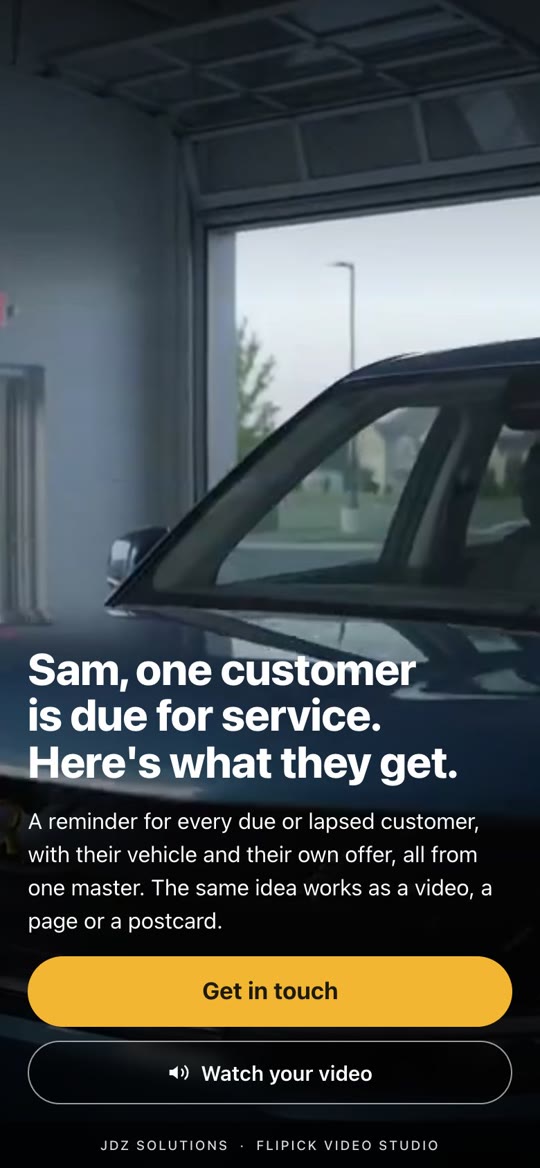 Sam, one customer
is due for service.
Here's what they get.
A reminder for every due or lapsed customer,
with their vehicle and their own offer, all from
one master. The same idea works as a video, a
page or a postcard.
Get in touch
Watch your video
JDZ SOLUTIONS · FLIPICK VIDEO STUDIO